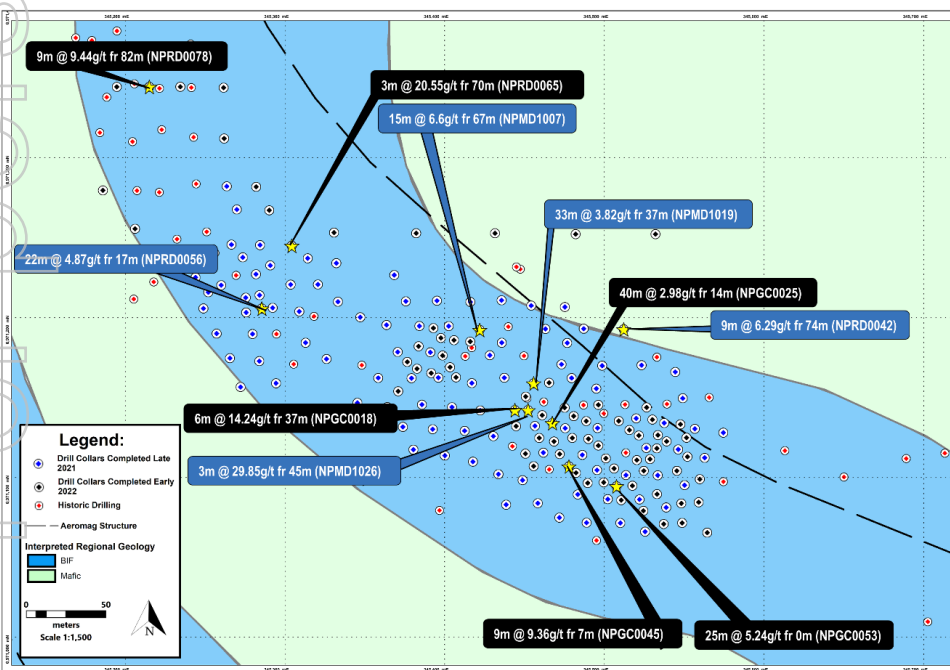 9m @ 9.44g/t fr 82m (NPRD0078)
3m @ 20.55g/t fr 70m (NPRD0065)
15m @ 6.6g/t fr 67m (NPMD1007)
33m @ 3.82g/t fr 37m (NPMD1019)
22m @ 4.87g/t fr 17m (NPRD0056)
40m @ 2.98g/t fr 14m (NPGC0025)
9m @ 6.29g/t fr 74m (NPRD0042)
6m @ 14.24g/t fr 37m (NPGC0018)
3m @ 29.85g/t fr 45m (NPMD1026)
9m @ 9.36g/t fr 7m (NPGC0045)
25m @ 5.24g/t fr 0m (NPGC0053)
Legend:
Drill Collars Completed Late
2021
Drill Collars Completed Early
2022
Historic Drilling
Aeromag Structure
Interpreted Regional Geology
BIF
Mafic
0 50
meters
Scale 1:1,500
N